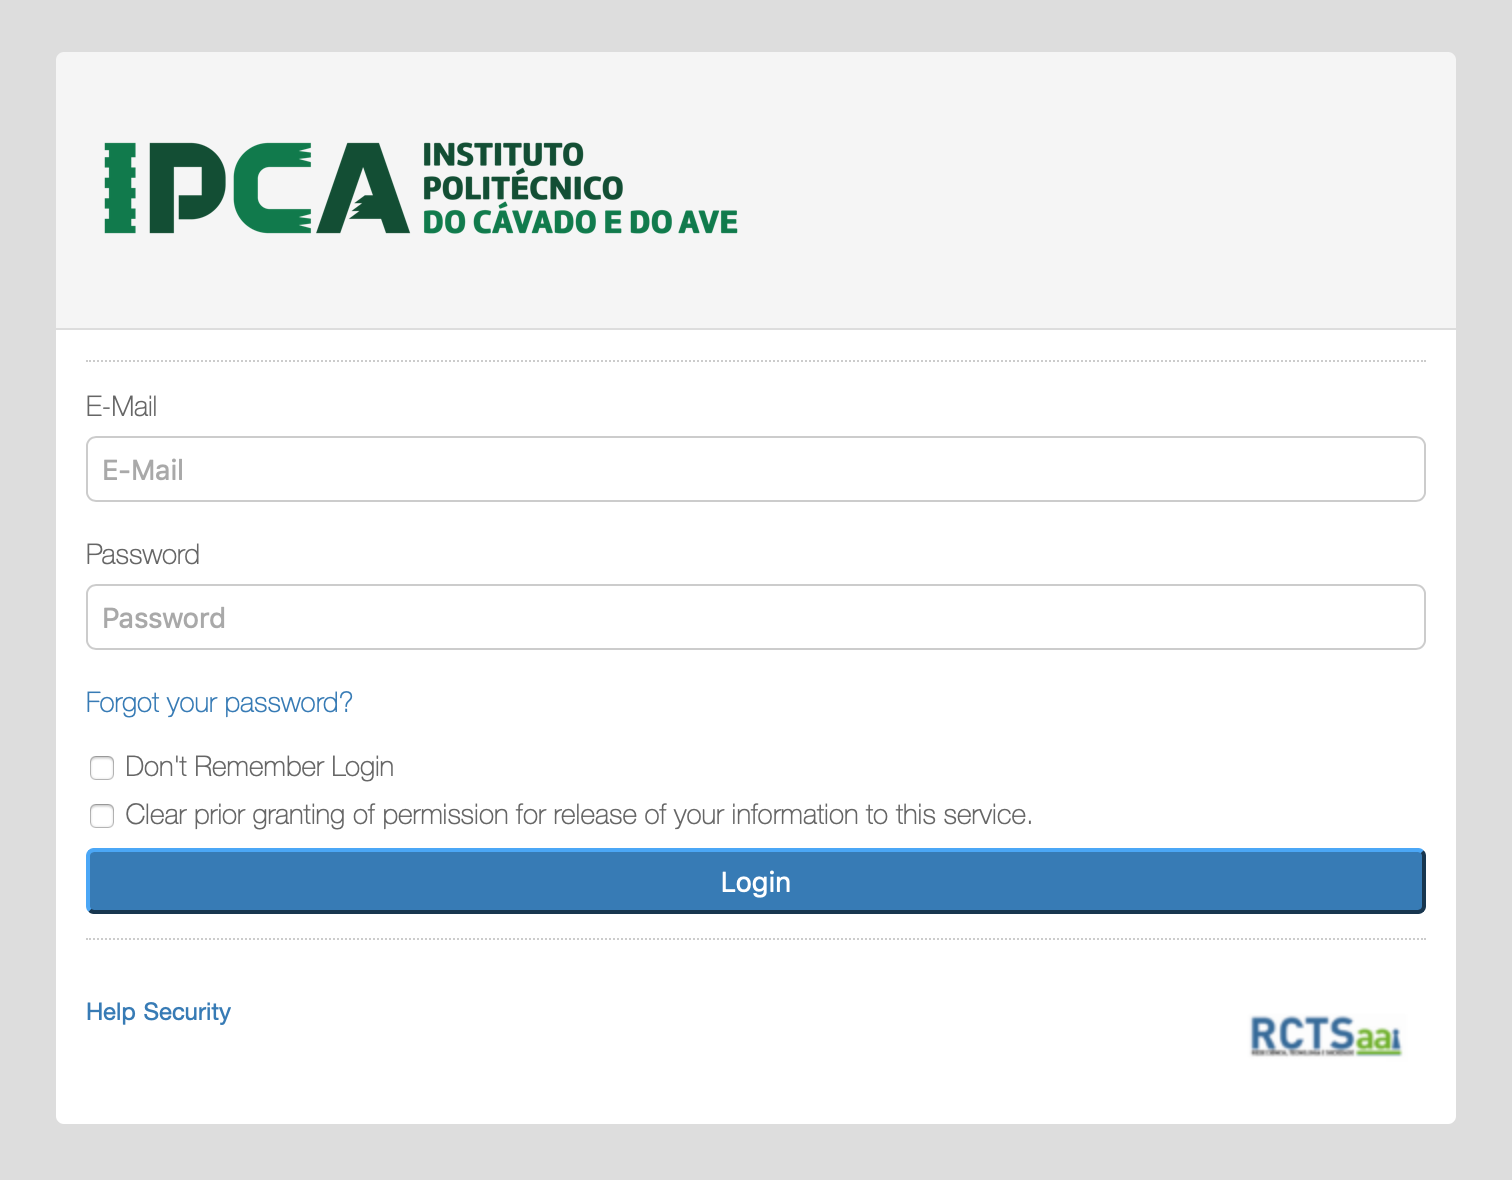 IPCA
INSTITUTO
POLITÉCNICO
DO CÁVADO E DO AVE
E-Mail
E-Mail
Password
Password
Forgot your password?
Don't Remember Login
Clear prior granting of permission for release of your information to this service.
Login
Help Security
RCTSaai